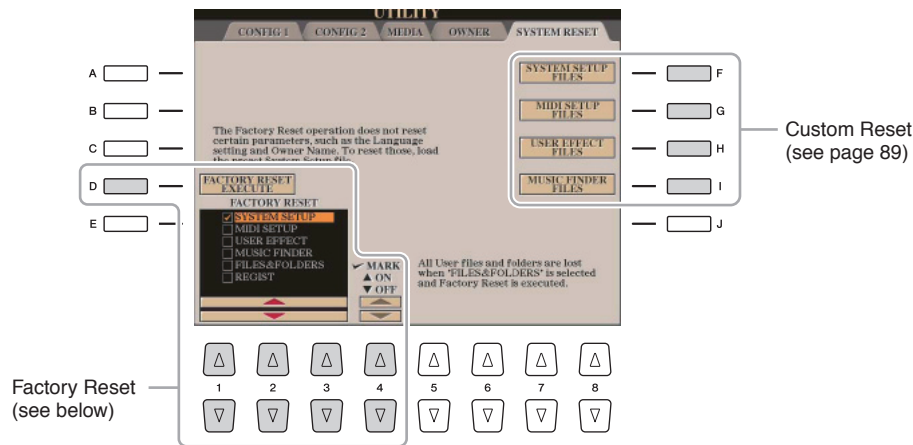 UTILITY
CONFIG 1 CONFIG 2 MEDIA OWNER SYSTEM RESET
A
B
C
D
E
SYSTEM SETUP
FILES
MIDI SETUP
FILES
USER EFFECT
FILES
MUSIC FINDER
FILES
F
G
H
I
J
Custom Reset
(see page 89)
The Factory Reset operation does not reset
certain parameters, such as the Language
setting and Owner Name. To reset those, load
the preset System Setup file.
FACTORY RESET
EXECUTE
FACTORY RESET
SYSTEM SETUP
MIDI SETUP
USER EFFECT
MUSIC FINDER
FILES&FOLDERS
REGIST
MARK
▲ ON
▼ OFF
All User files and folders are lost
when "FILES&FOLDERS" is selected
and Factory Reset is executed.
1 2 3 4 5 6 7 8
Factory Reset
(see below)